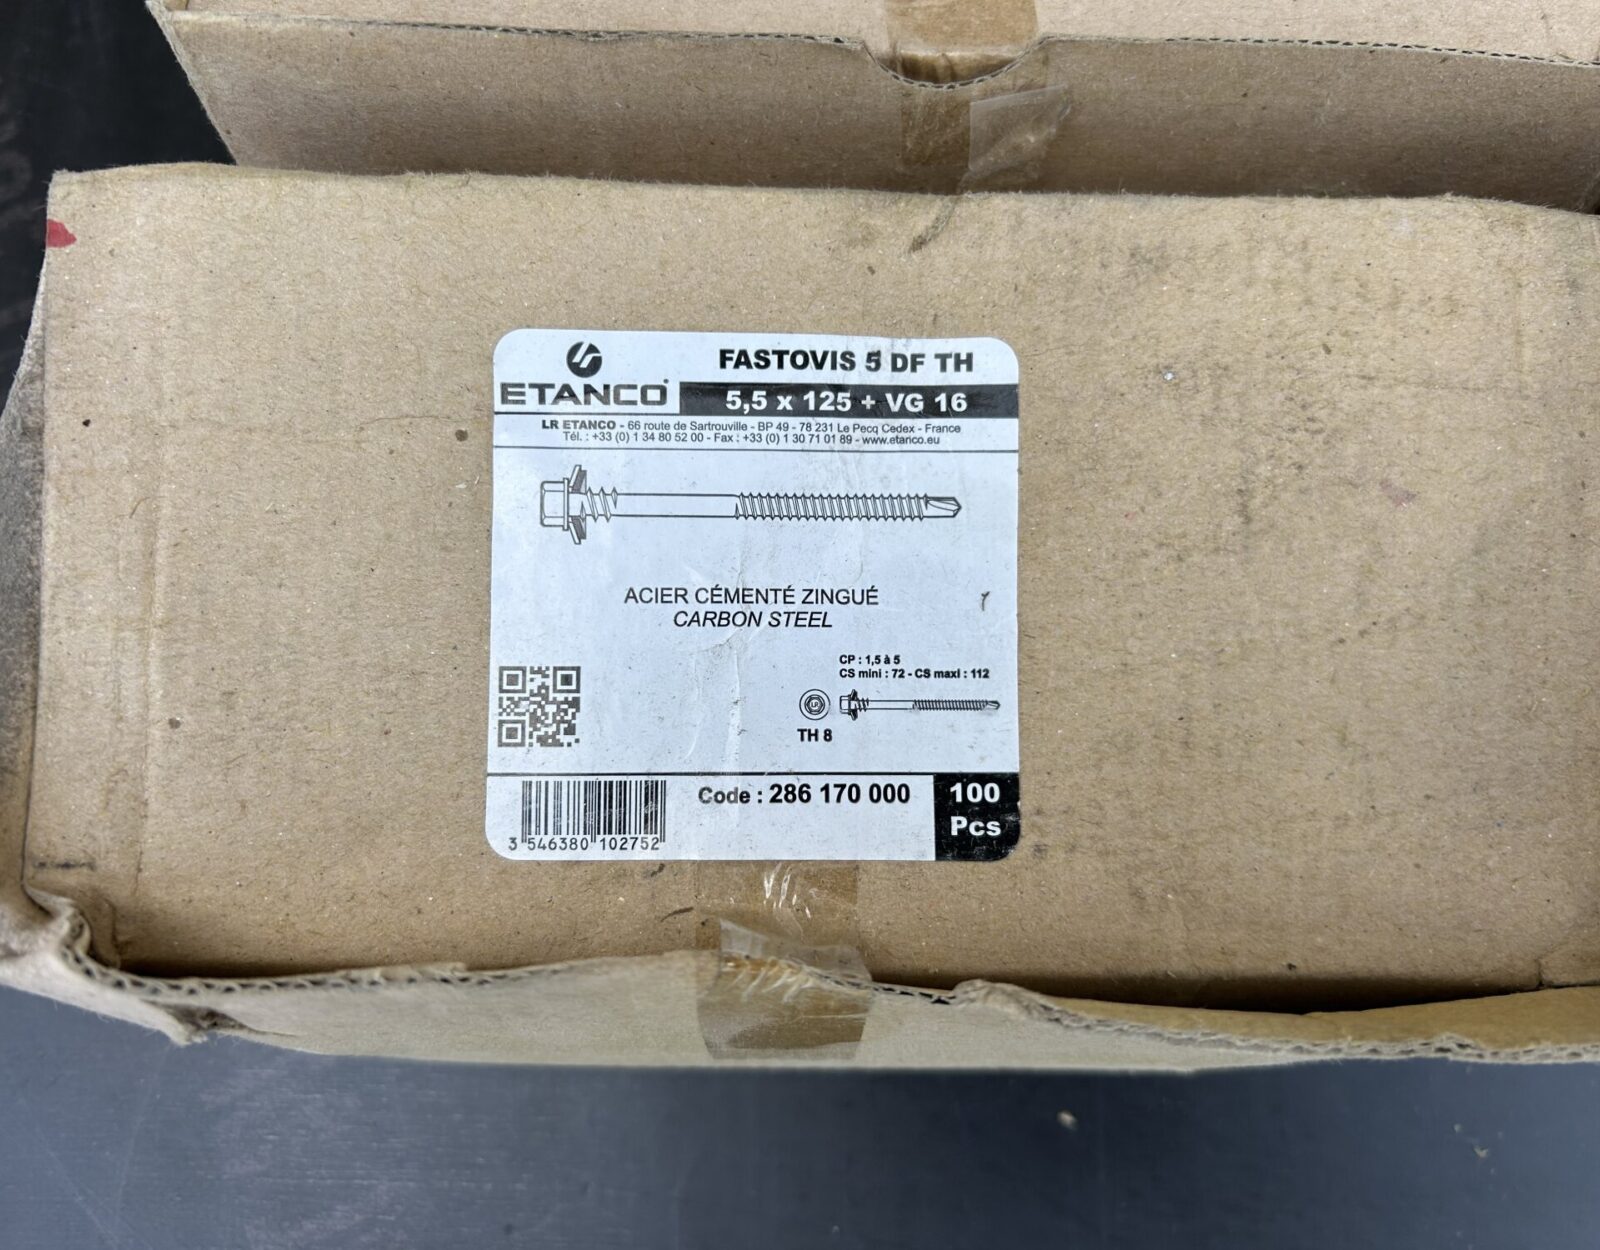 ETANCO
FASTOVIS 5 DF TH
5,5 x 125 + VG 16
LR ETANCO - 66 route de Sartrouville - BP 49 - 78 231 Le Pecq Cedex - France
Tél. : +33 (0) 1 34 80 52 00 - Fax : +33 (0) 1 30 71 01 89 - www.etanco.eu
ACIER CÉMENTÉ ZINGUÉ
CARBON STEEL
CP : 1,5 à 5
CS mini : 72 - CS maxi : 112
LR
TH 8
3 546380 102752
Code : 286 170 000
100
Pcs